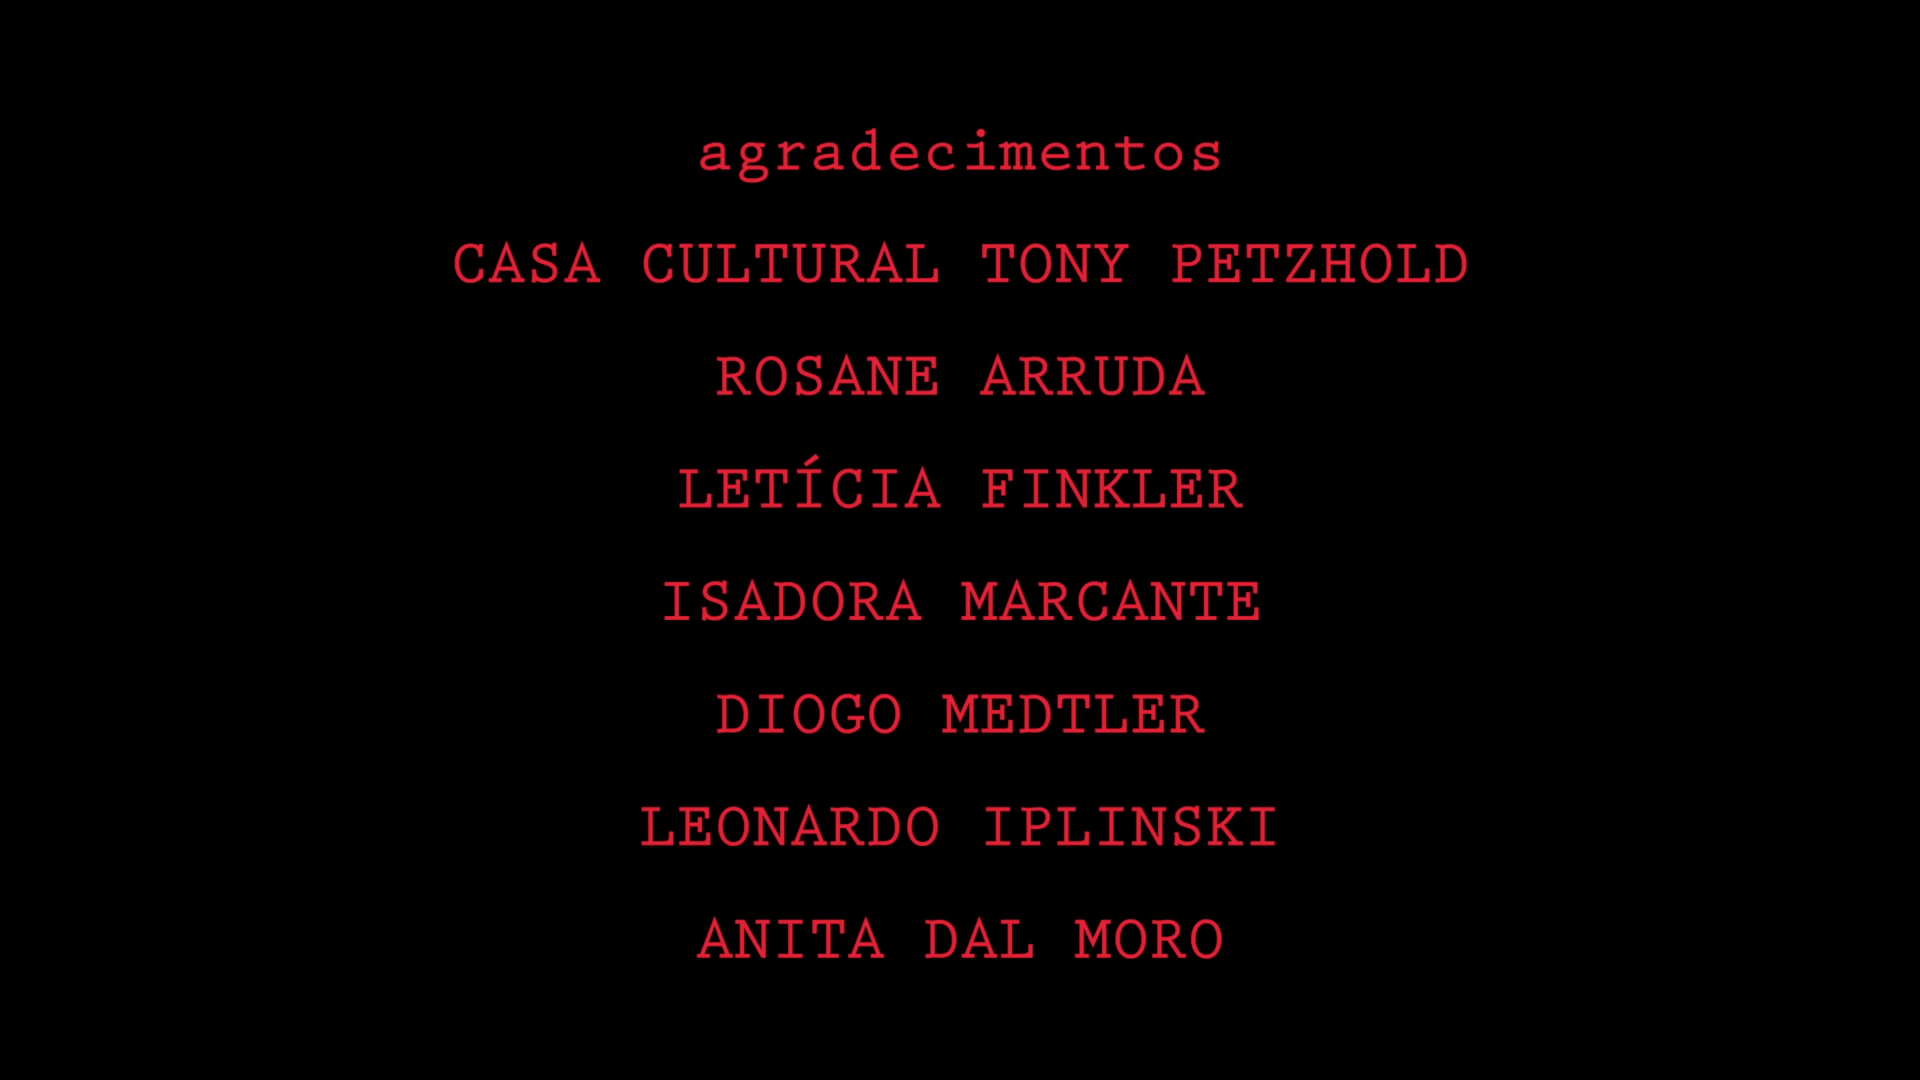 agradecimentos
CASA CULTURAL TONY PETZHOLD
ROSANE ARRUDA
LETÍCIA FINKLER
ISADORA MARCANTE
DIOGO MEDTLER
LEONARDO IPLINSKI
ANITA DAL MORO